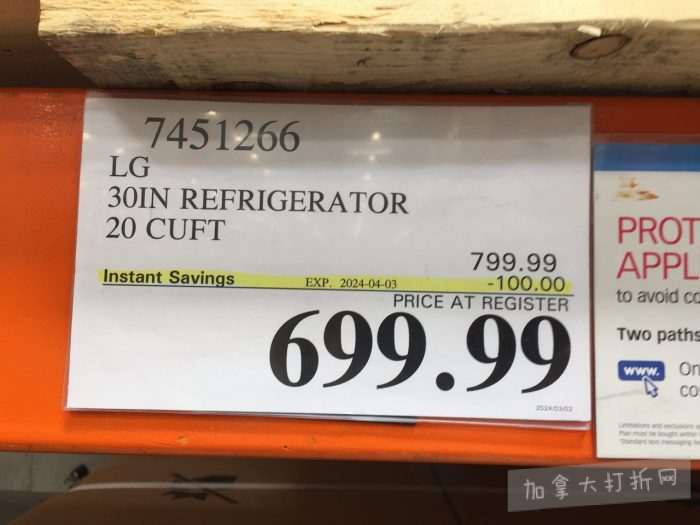 7451266
LG
30IN REFRIGERATOR
20 CUFT
799.99
Instant Savings EXP. 2024-04-03 -100.00
PRICE AT REGISTER
699.99
2024/03/03
PROT
APPL
to avoid co
Two paths
www. On
co
加拿大打折网